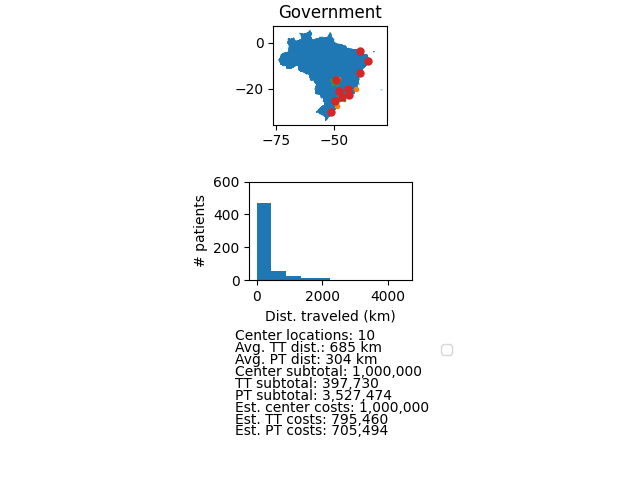 Government
0
−20
−75
−50
600
400
200
0
# patients
0
2000
4000
Dist. traveled (km)
Center locations: 10
Avg. TT dist.: 685 km
Avg. PT dist: 304 km
Center subtotal: 1,000,000
TT subtotal: 397,730
PT subtotal: 3,527,474
Est. center costs: 1,000,000
Est. TT costs: 795,460
Est. PT costs: 705,494